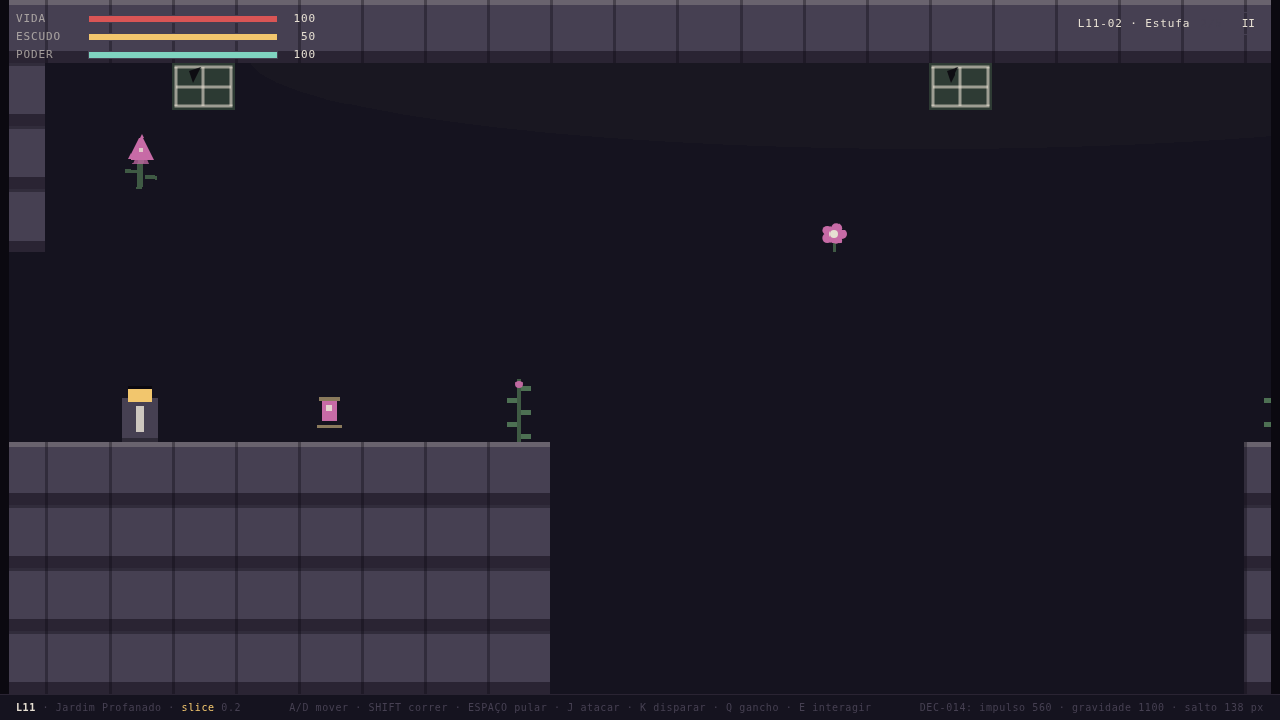 VIDA 100
ESCUDO 50
PODER 100
L11-02 · Estufa II
L11 · Jardim Profanado · slice 0.2 A/D mover · SHIFT correr · ESPAÇO pular · J atacar · K disparar · Q gancho · E interagir DEC-014: impulso 560 · gravidade 1100 · salto 138 px